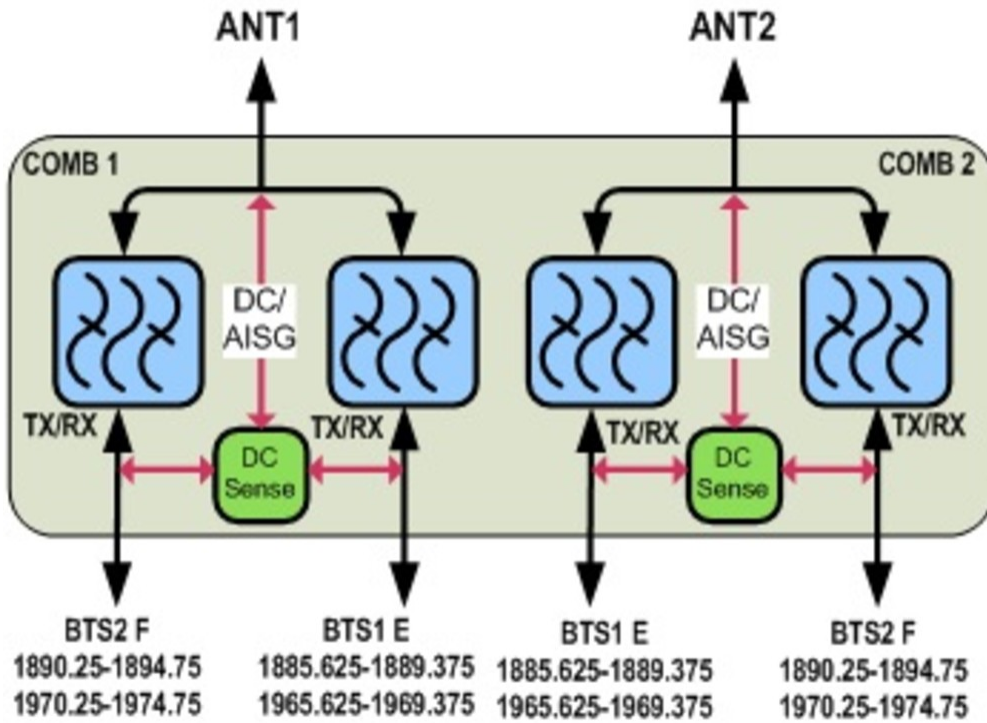 ANT1 ANT2
COMB 1 COMB 2
DC/ DC/
AISG AISG
TX/RX TX/RX TX/RX TX/RX
DC DC
Sense Sense
BTS2 F BTS1 E BTS1 E BTS2 F
1890.25-1894.75 1885.625-1889.375 1885.625-1889.375 1890.25-1894.75
1970.25-1974.75 1965.625-1969.375 1965.625-1969.375 1970.25-1974.75